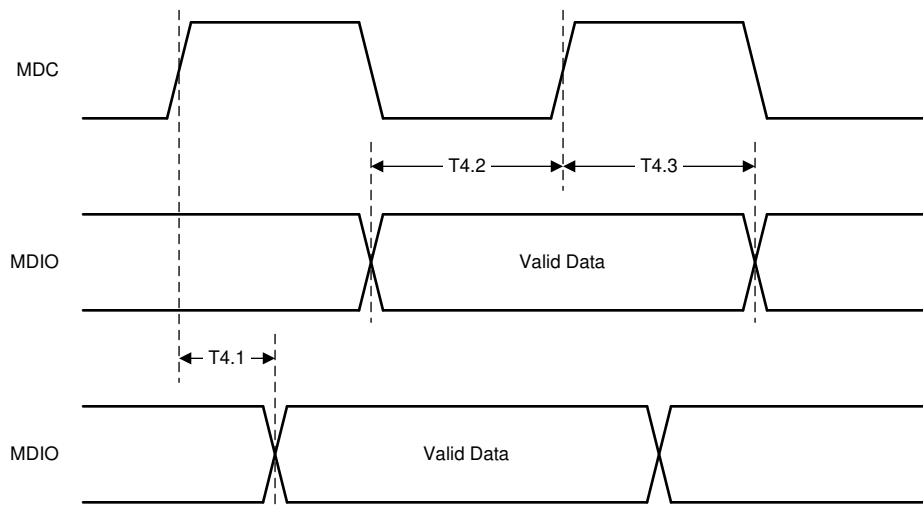 MDC
T4.2
T4.3
MDIO
Valid Data
T4.1
MDIO
Valid Data